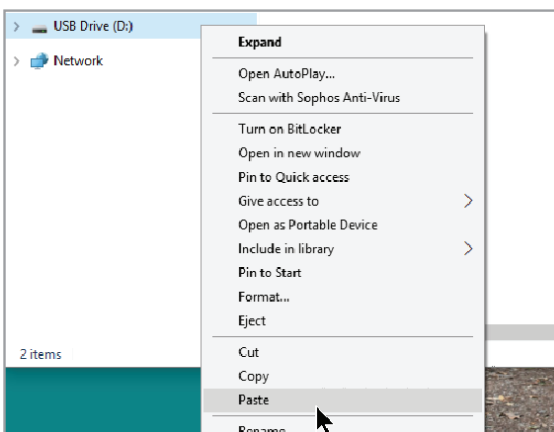 USB Drive (D:)
Network
Expand
Open AutoPlay...
Scan with Sophos Anti-Virus
Turn on BitLocker
Open in new window
Pin to Quick access
Give access to
Open as Portable Device
Include in library
Pin to Start
Format...
Eject
Cut
Copy
Paste
Rename
2 items